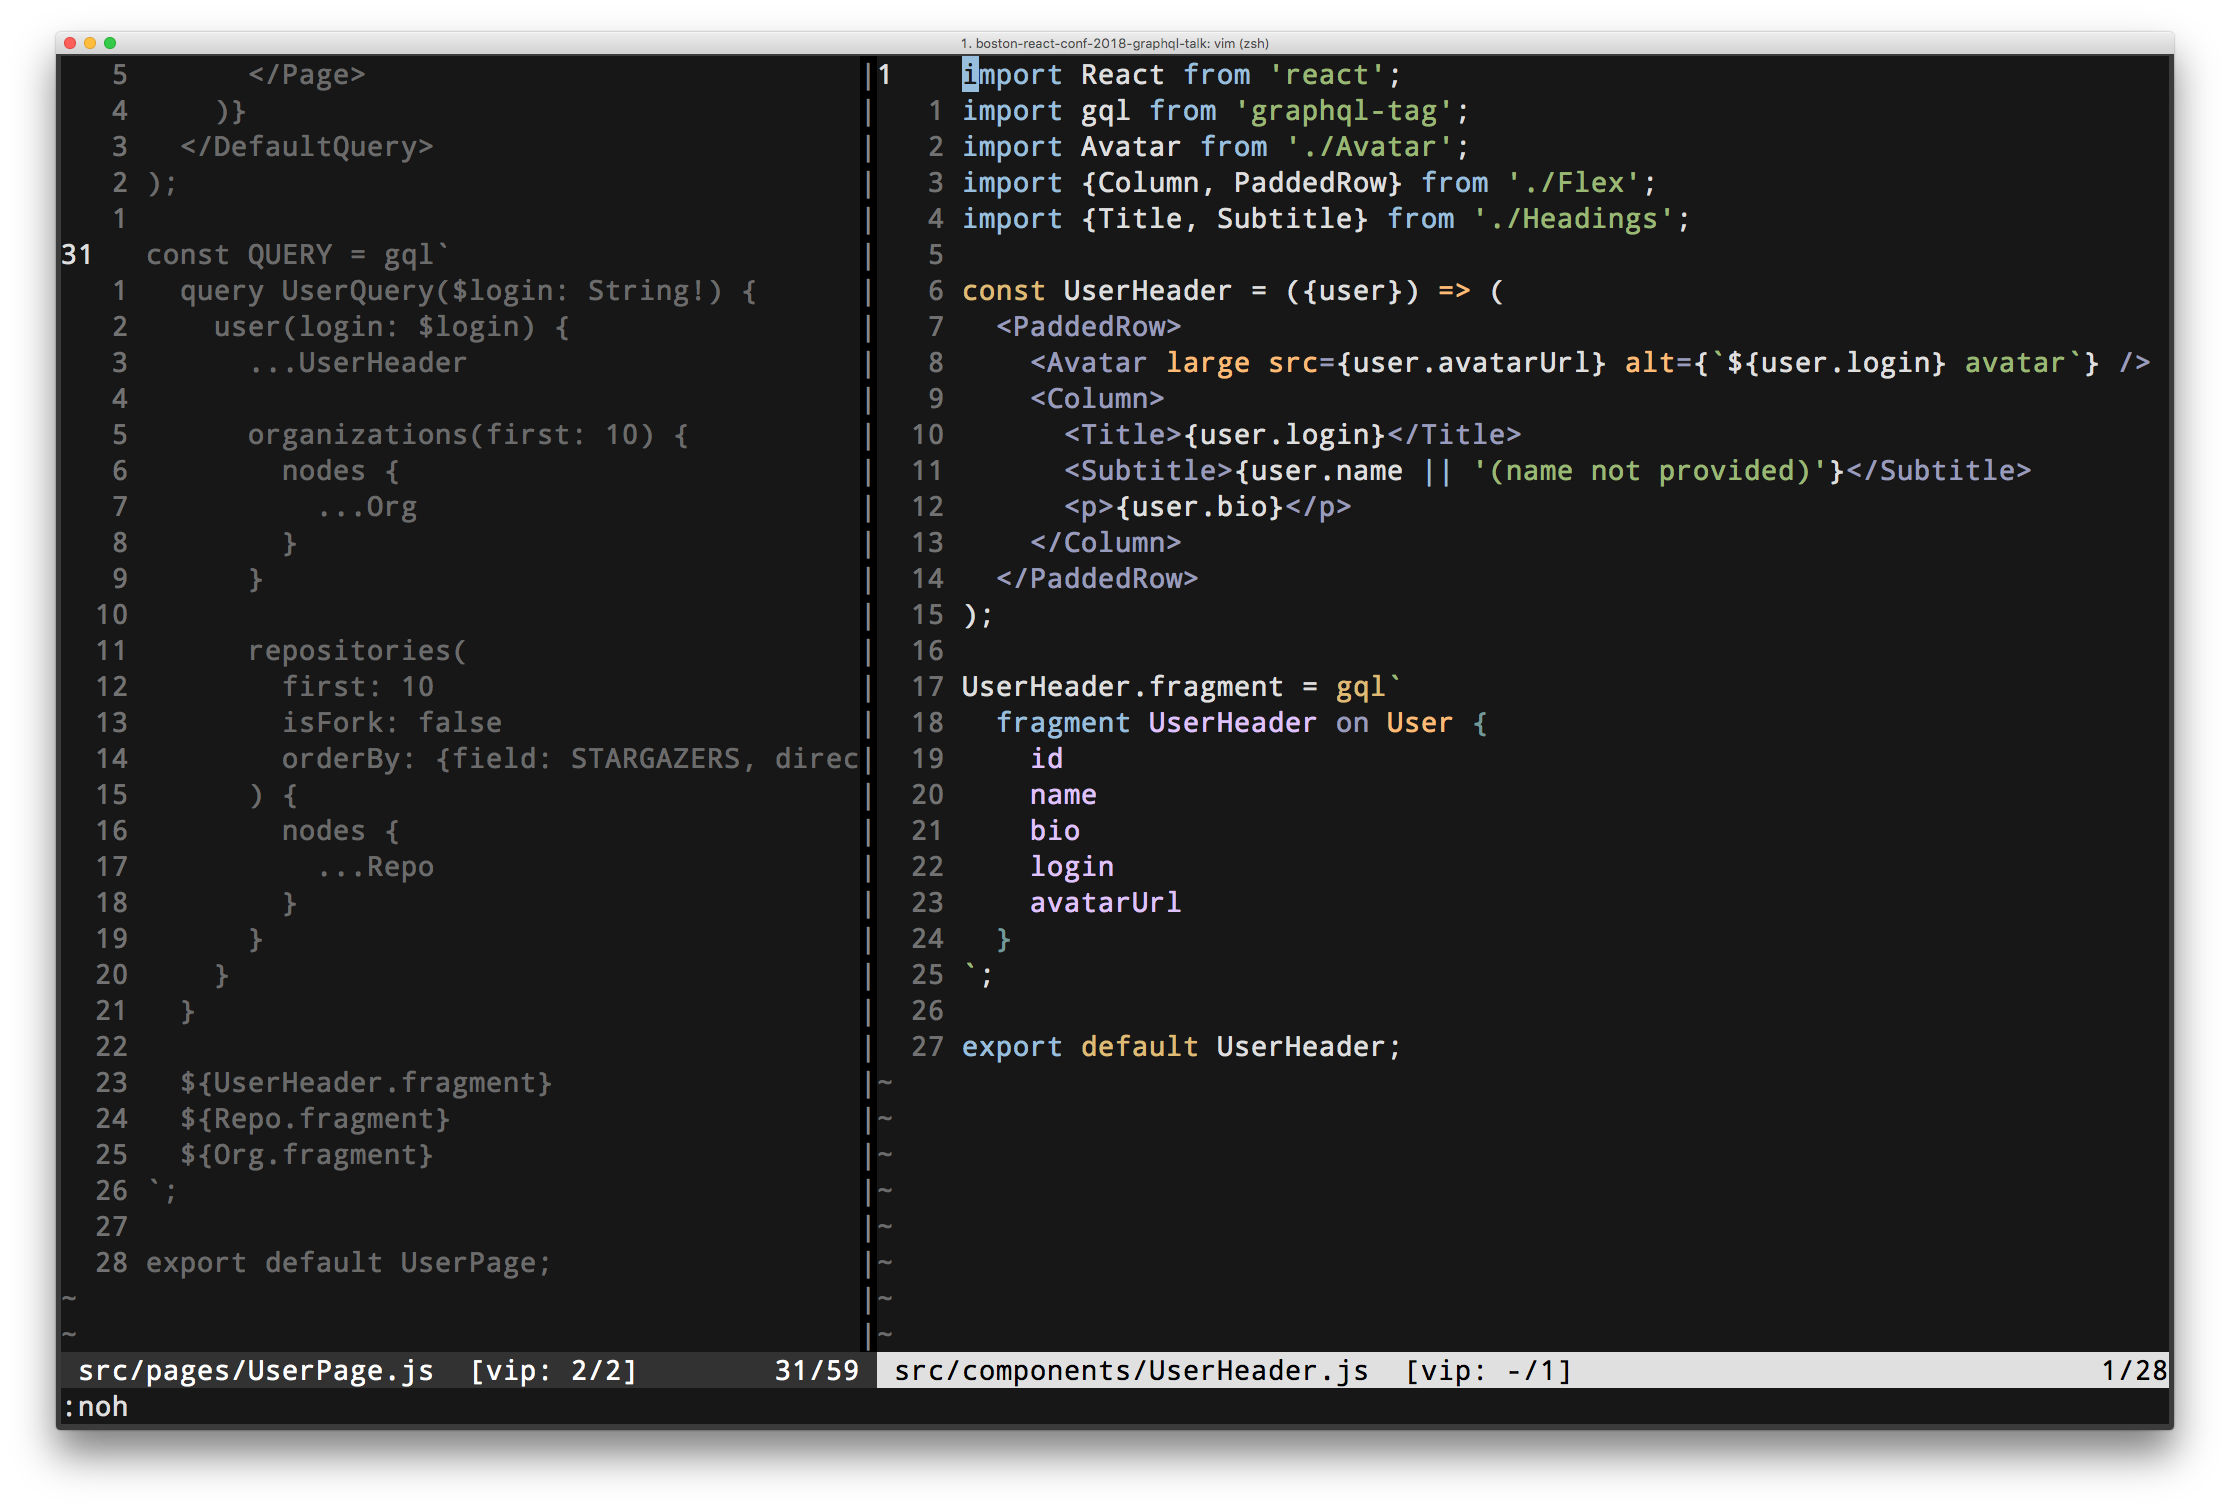 1. boston-react-conf-2018-graphql-talk: vim (zsh)
5       </Page>
4     )}
3   </DefaultQuery>
2 );
1
31   const QUERY = gql`
1   query UserQuery($login: String!) {
2     user(login: $login) {
3       ...UserHeader
4
5       organizations(first: 10) {
6         nodes {
7           ...Org
8         }
9       }
10
11       repositories(
12         first: 10
13         isFork: false
14         orderBy: {field: STARGAZERS, direc
15       ) {
16         nodes {
17           ...Repo
18         }
19       }
20     }
21   }
22
23   ${UserHeader.fragment}
24   ${Repo.fragment}
25   ${Org.fragment}
26 `;
27
28 export default UserPage;
~
~
src/pages/UserPage.js  [vip: 2/2]        31/59
1    import React from 'react';
1 import gql from 'graphql-tag';
2 import Avatar from './Avatar';
3 import {Column, PaddedRow} from './Flex';
4 import {Title, Subtitle} from './Headings';
5
6 const UserHeader = ({user}) => (
7   <PaddedRow>
8     <Avatar large src={user.avatarUrl} alt={`${user.login} avatar`} />
9     <Column>
10       <Title>{user.login}</Title>
11       <Subtitle>{user.name || '(name not provided)'}</Subtitle>
12       <p>{user.bio}</p>
13     </Column>
14   </PaddedRow>
15 );
16
17 UserHeader.fragment = gql`
18   fragment UserHeader on User {
19     id
20     name
21     bio
22     login
23     avatarUrl
24   }
25 `;
26
27 export default UserHeader;
~
~
~
~
~
~
~
~
src/components/UserHeader.js  [vip: -/1]        1/28
:noh